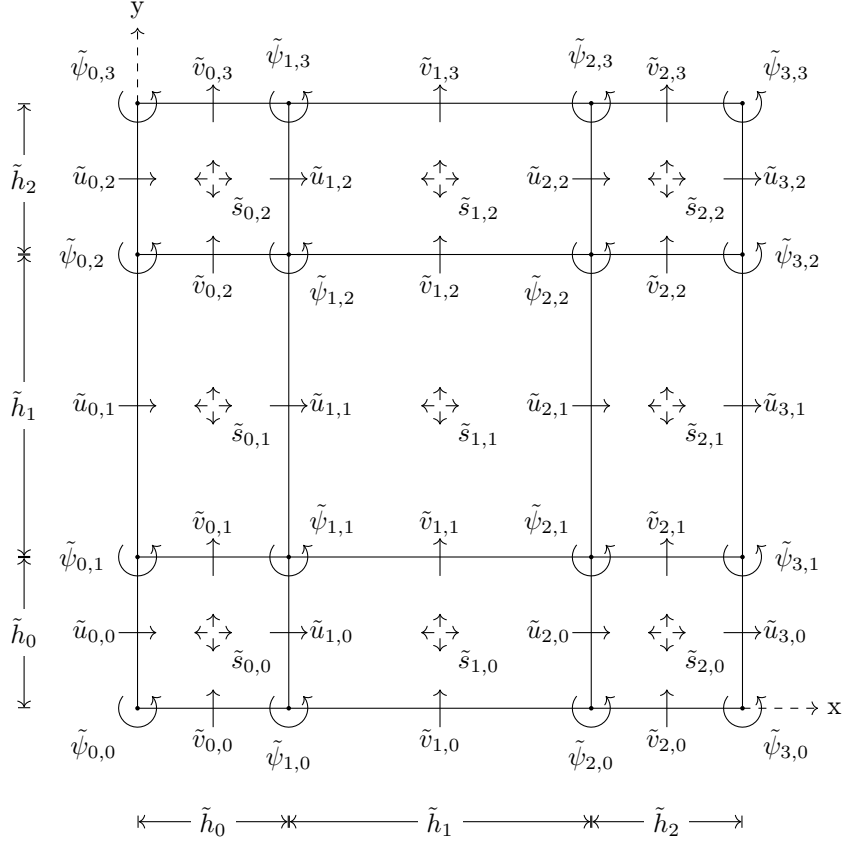 y
ψ̃0,3 ṽ0,3 ψ̃1,3 ṽ1,3 ψ̃2,3 ṽ2,3 ψ̃3,3
h̃2 ũ0,2 ũ1,2 ũ2,2 ũ3,2
s̃0,2 s̃1,2 s̃2,2
ψ̃0,2 ψ̃3,2
ṽ0,2 ψ̃1,2 ṽ1,2 ψ̃2,2 ṽ2,2
h̃1 ũ0,1 ũ1,1 ũ2,1 ũ3,1
s̃0,1 s̃1,1 s̃2,1
ṽ0,1 ψ̃1,1 ṽ1,1 ψ̃2,1 ṽ2,1
ψ̃0,1 ψ̃3,1
h̃0 ũ0,0 ũ1,0 ũ2,0 ũ3,0
s̃0,0 s̃1,0 s̃2,0
x
ψ̃0,0 ṽ0,0 ψ̃1,0 ṽ1,0 ψ̃2,0 ṽ2,0 ψ̃3,0
h̃0 h̃1 h̃2